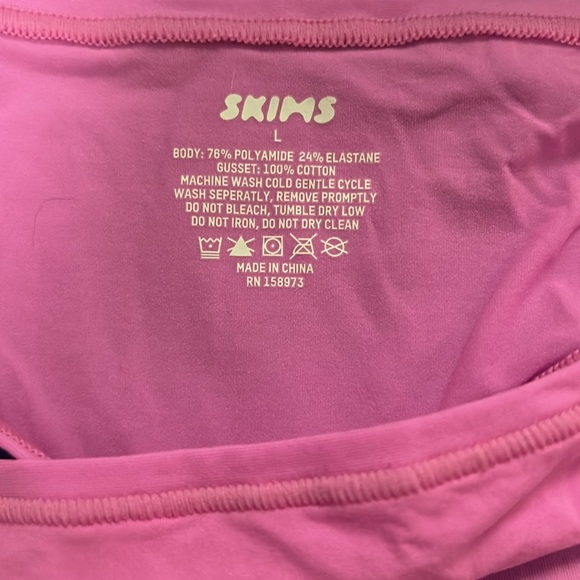 SKIMS
L
BODY: 76% POLYAMIDE 24% ELASTANE
GUSSET: 100% COTTON
MACHINE WASH COLD GENTLE CYCLE
WASH SEPERATLY, REMOVE PROMPTLY
DO NOT BLEACH, TUMBLE DRY LOW
DO NOT IRON, DO NOT DRY CLEAN
MADE IN CHINA
RN 158973